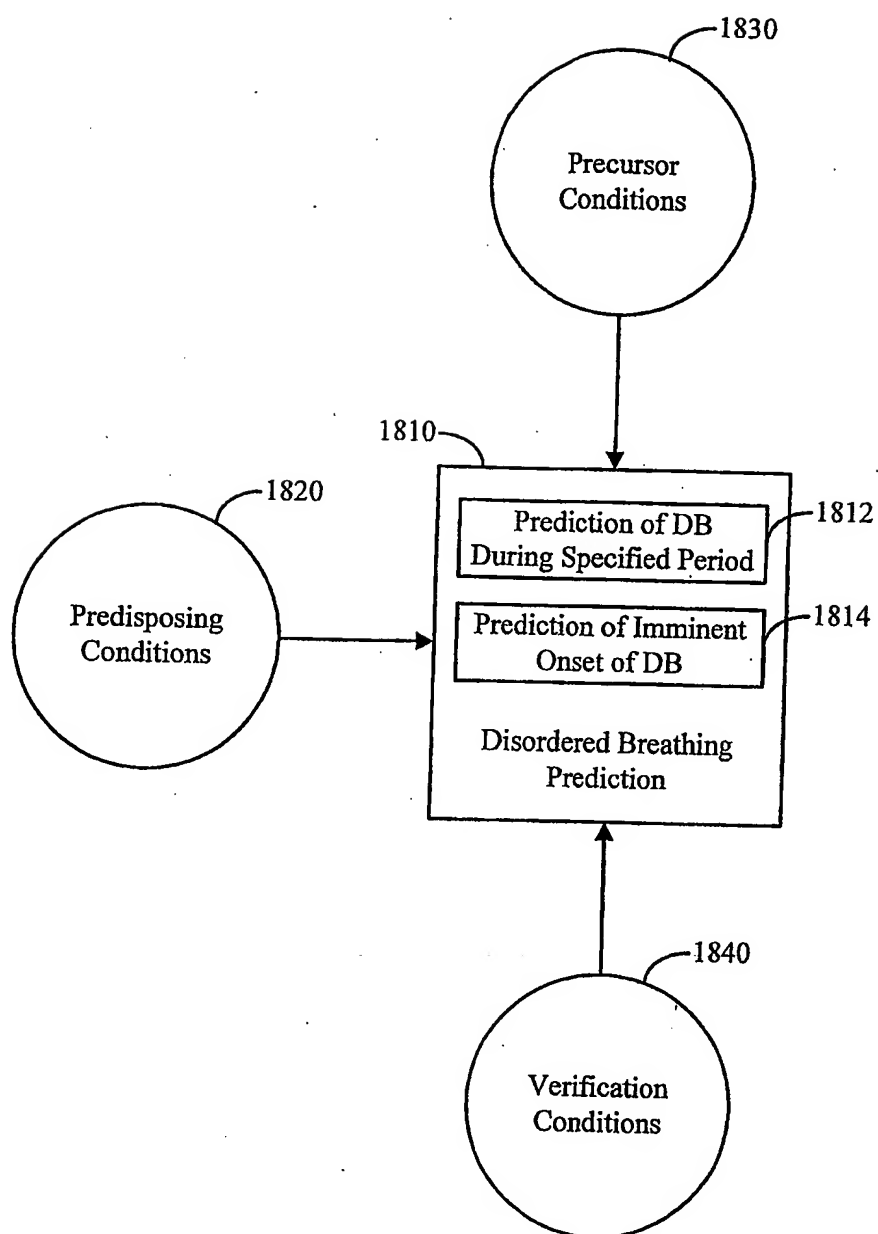 1830
Precursor
Conditions
1810
1820
Prediction of DB
During Specified Period
1812
Predisposing
Conditions
Prediction of Imminent
Onset of DB
1814
Disordered Breathing
Prediction
1840
Verification
Conditions